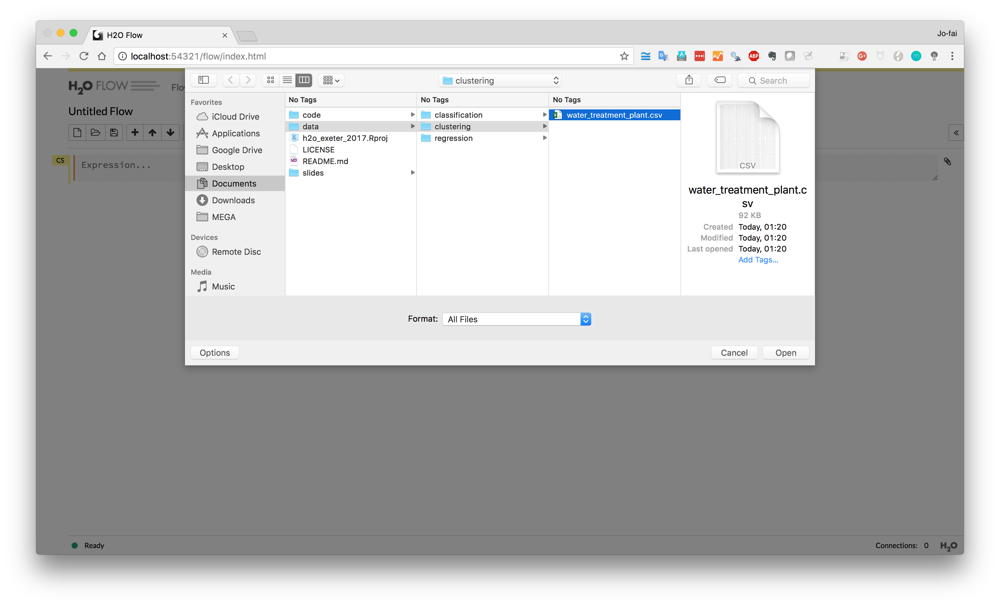 H2O Flow
Jo-fai
localhost:54321/flow/index.html
ABP
G+
m
H2O FLOW
Flow
clustering
Search
Untitled Flow
CS
Expression...
Favorites
iCloud Drive
Applications
Google Drive
Desktop
Documents
Downloads
MEGA
Devices
Remote Disc
Media
Music
No Tags
code
data
h2o_exeter_2017.Rproj
LICENSE
README.md
slides
No Tags
classification
clustering
regression
No Tags
water_treatment_plant.csv
CSV
water_treatment_plant.c
sv
92 KB
Created Today, 01:20
Modified Today, 01:20
Last opened Today, 01:20
Add Tags...
Format: All Files
Options
Cancel
Open
Ready
Connections: 0 H2O